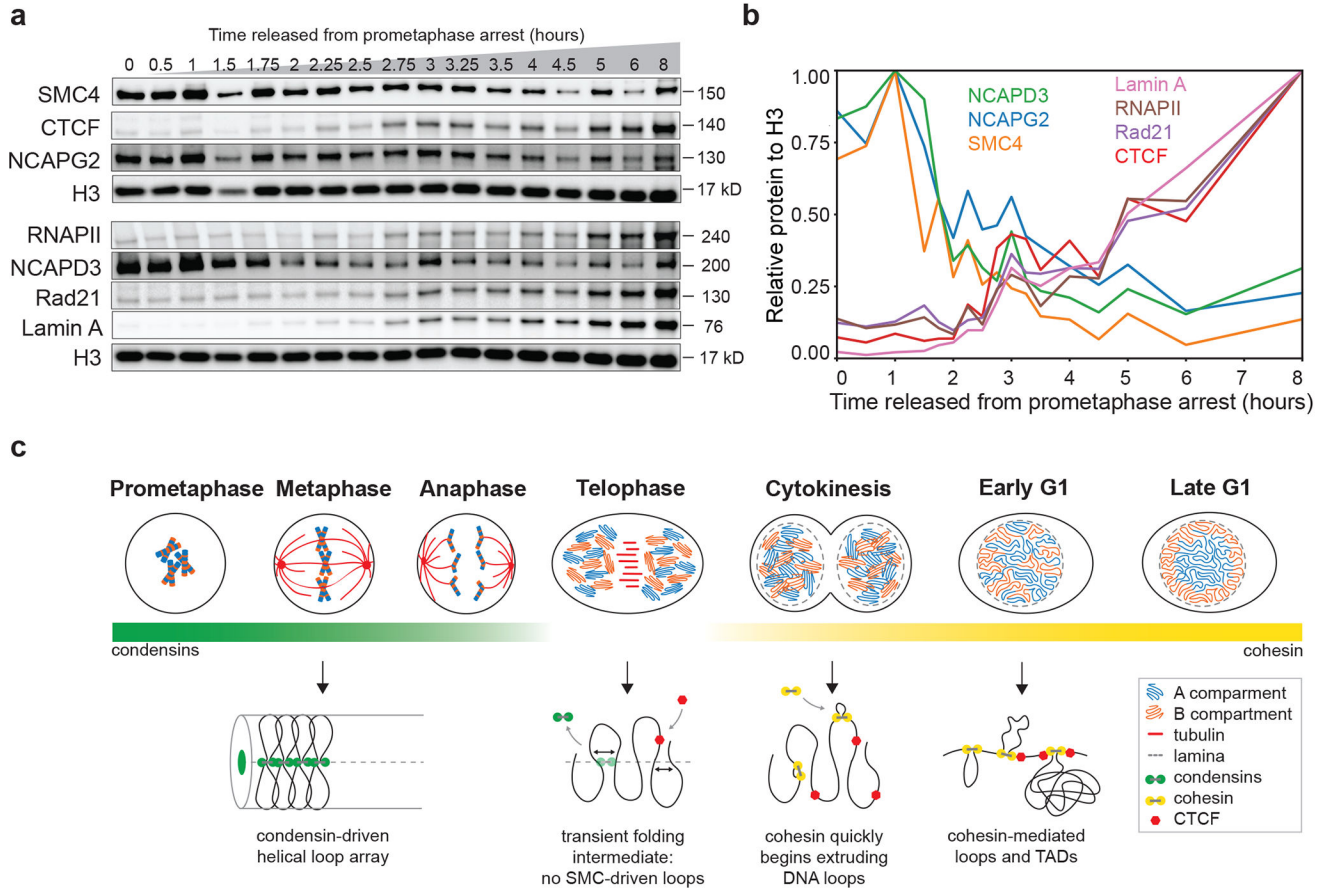 a
Time released from prometaphase arrest (hours)
0 0.5 1 1.5 1.75 2 2.25 2.5 2.75 3 3.25 3.5 4 4.5 5 6 8
SMC4 150
CTCF 140
NCAPG2 130
H3 17 kD
RNAPII 240
NCAPD3 200
Rad21 130
Lamin A 76
H3 17 kD
b
Relative protein to H3
1.00
0.75
0.50
0.25
0.00
NCAPD3
NCAPG2
SMC4
Lamin A
RNAPII
Rad21
CTCF
0 1 2 3 4 5 6 7 8
Time released from prometaphase arrest (hours)
c
Prometaphase Metaphase Anaphase Telophase Cytokinesis Early G1 Late G1
condensins cohesin
condensin-driven
helical loop array
transient folding
intermediate:
no SMC-driven loops
cohesin quickly
begins extruding
DNA loops
cohesin-mediated
loops and TADs
A comparment
B compartment
tubulin
lamina
condensins
cohesin
CTCF